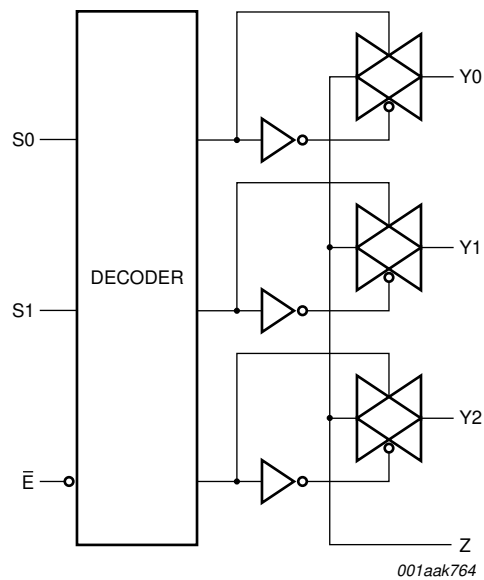 Y0
S0
Y1
DECODER
S1
Y2
E̅
Z
001aak764